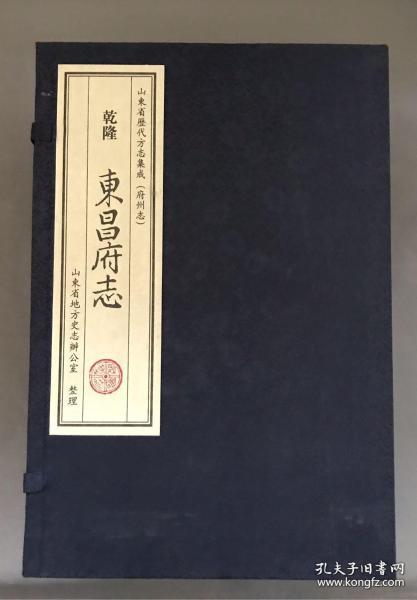 山東省歷代方志集成（府州志）
乾隆
東昌府志
山東省地方史志辦公室 整理
孔夫子旧书网
www.kongfz.com